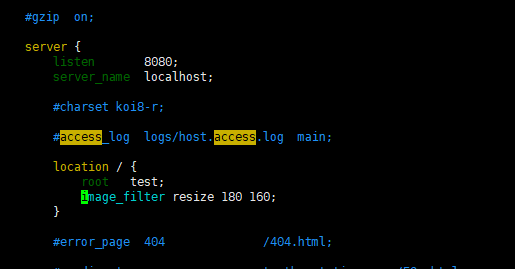 #gzip  on;
server {
listen       8080;
server_name  localhost;
#charset koi8-r;
#access_log  logs/host.access.log  main;
location / {
root   test;
image_filter resize 180 160;
}
#error_page  404              /404.html;